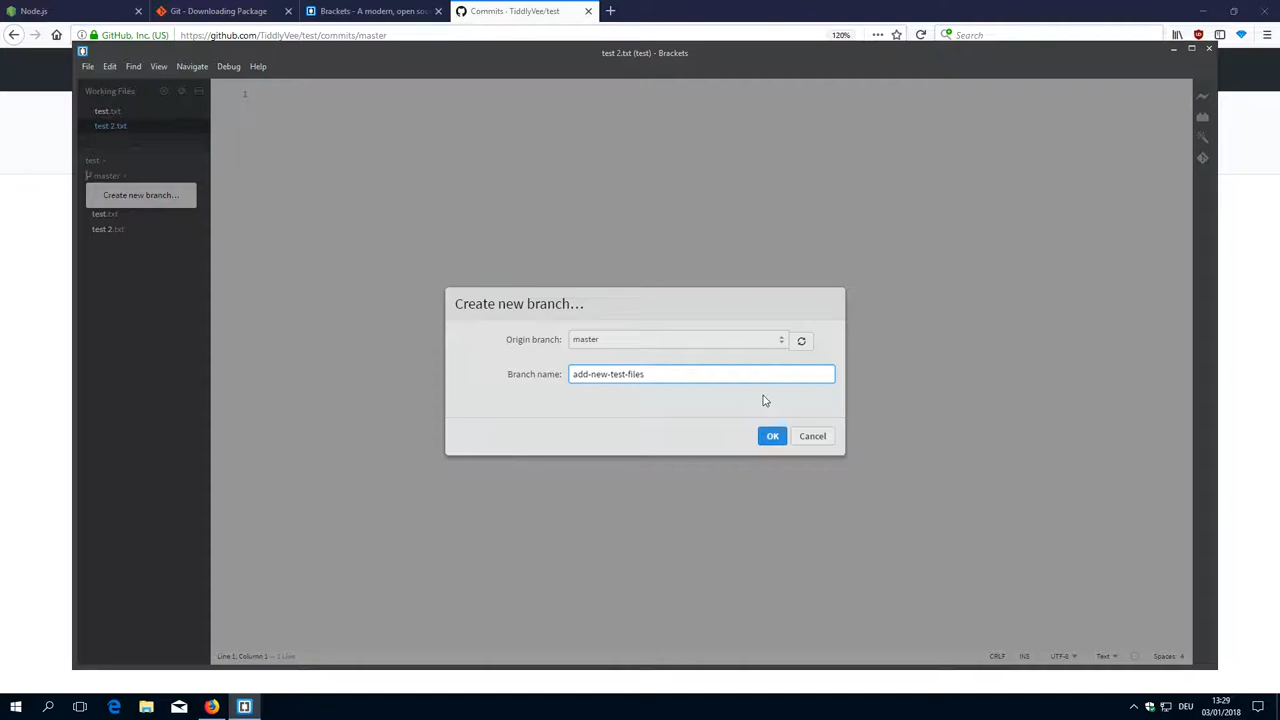 Node.js
Git - Downloading Package
Brackets - A modern, open sou
Commits · TiddlyVee/test
GitHub, Inc. (US)
https://github.com/TiddlyVee/test/commits/master
120%
Search
test 2.txt (test) - Brackets
File Edit Find View Navigate Debug Help
Working Files
test.txt
test 2.txt
test
master
Create new branch...
test.txt
test 2.txt
1
Create new branch...
Origin branch: master
Branch name: add-new-test-files
OK Cancel
Line 1, Column 1 — 1 Line
CRLF INS UTF-8 Text Spaces: 4
DEU
13:29
03/01/2018